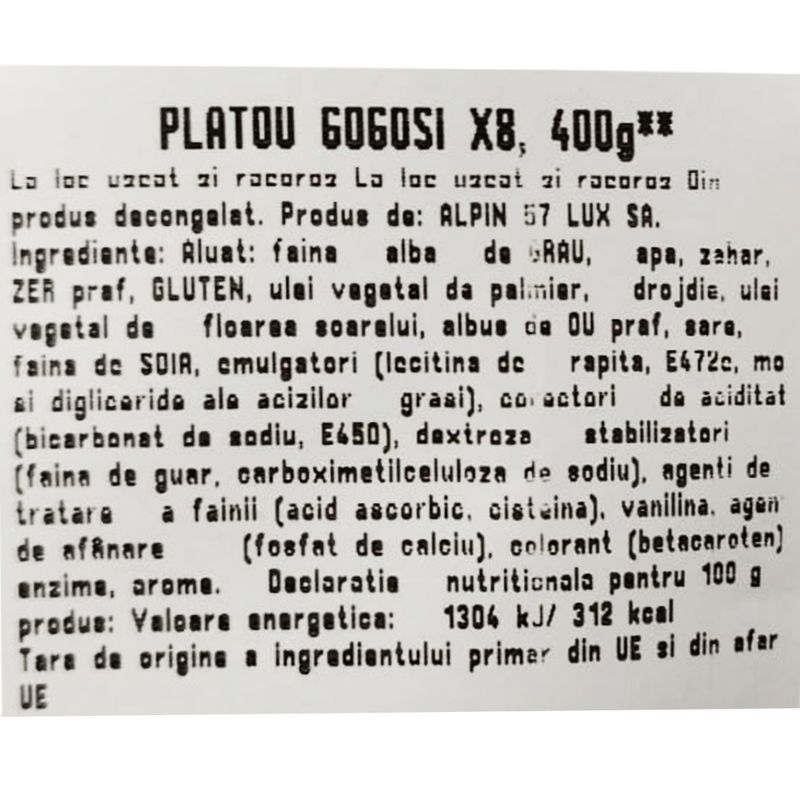 PLATOU GOGOSI X8, 400g**
La loc uscat si racoros La loc uscat si racoros Din
produs decongelat. Produs de: ALPIN 57 LUX SA.
Ingrediente: Aluat: faina alba de GRAU, apa, zahar,
ZER praf, GLUTEN, ulei vegetal de palmier, drojdie, ulei
vegetal de floarea soarelui, albus de OU praf, sare,
faina de SOIA, emulgatori (lecitina de rapita, E472e, mo
si digliceride ale acizilor grasi), corectori de aciditat
(bicarbonat de sodiu, E450), dextroza stabilizatori
(faina de guar, carboximetilceluloza de sodiu), agenti de
tratare a fainii (acid ascorbic, cisteina), vanilina, agen
de afânare (fosfat de calciu), colorant (betacaroten)
enzime, arome. Declaratie nutritionala pentru 100 g
produs: Valoare energetica: 1304 kJ/ 312 kcal
Tara de origine a ingredientului primar din UE si din afar
UE